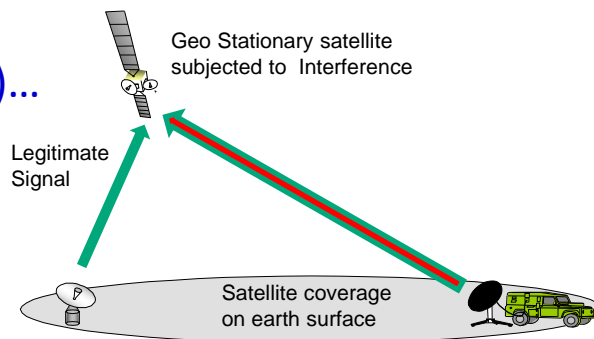 Geo Stationary satellite
subjected to Interference
)...
Legitimate
Signal
Satellite coverage
on earth surface